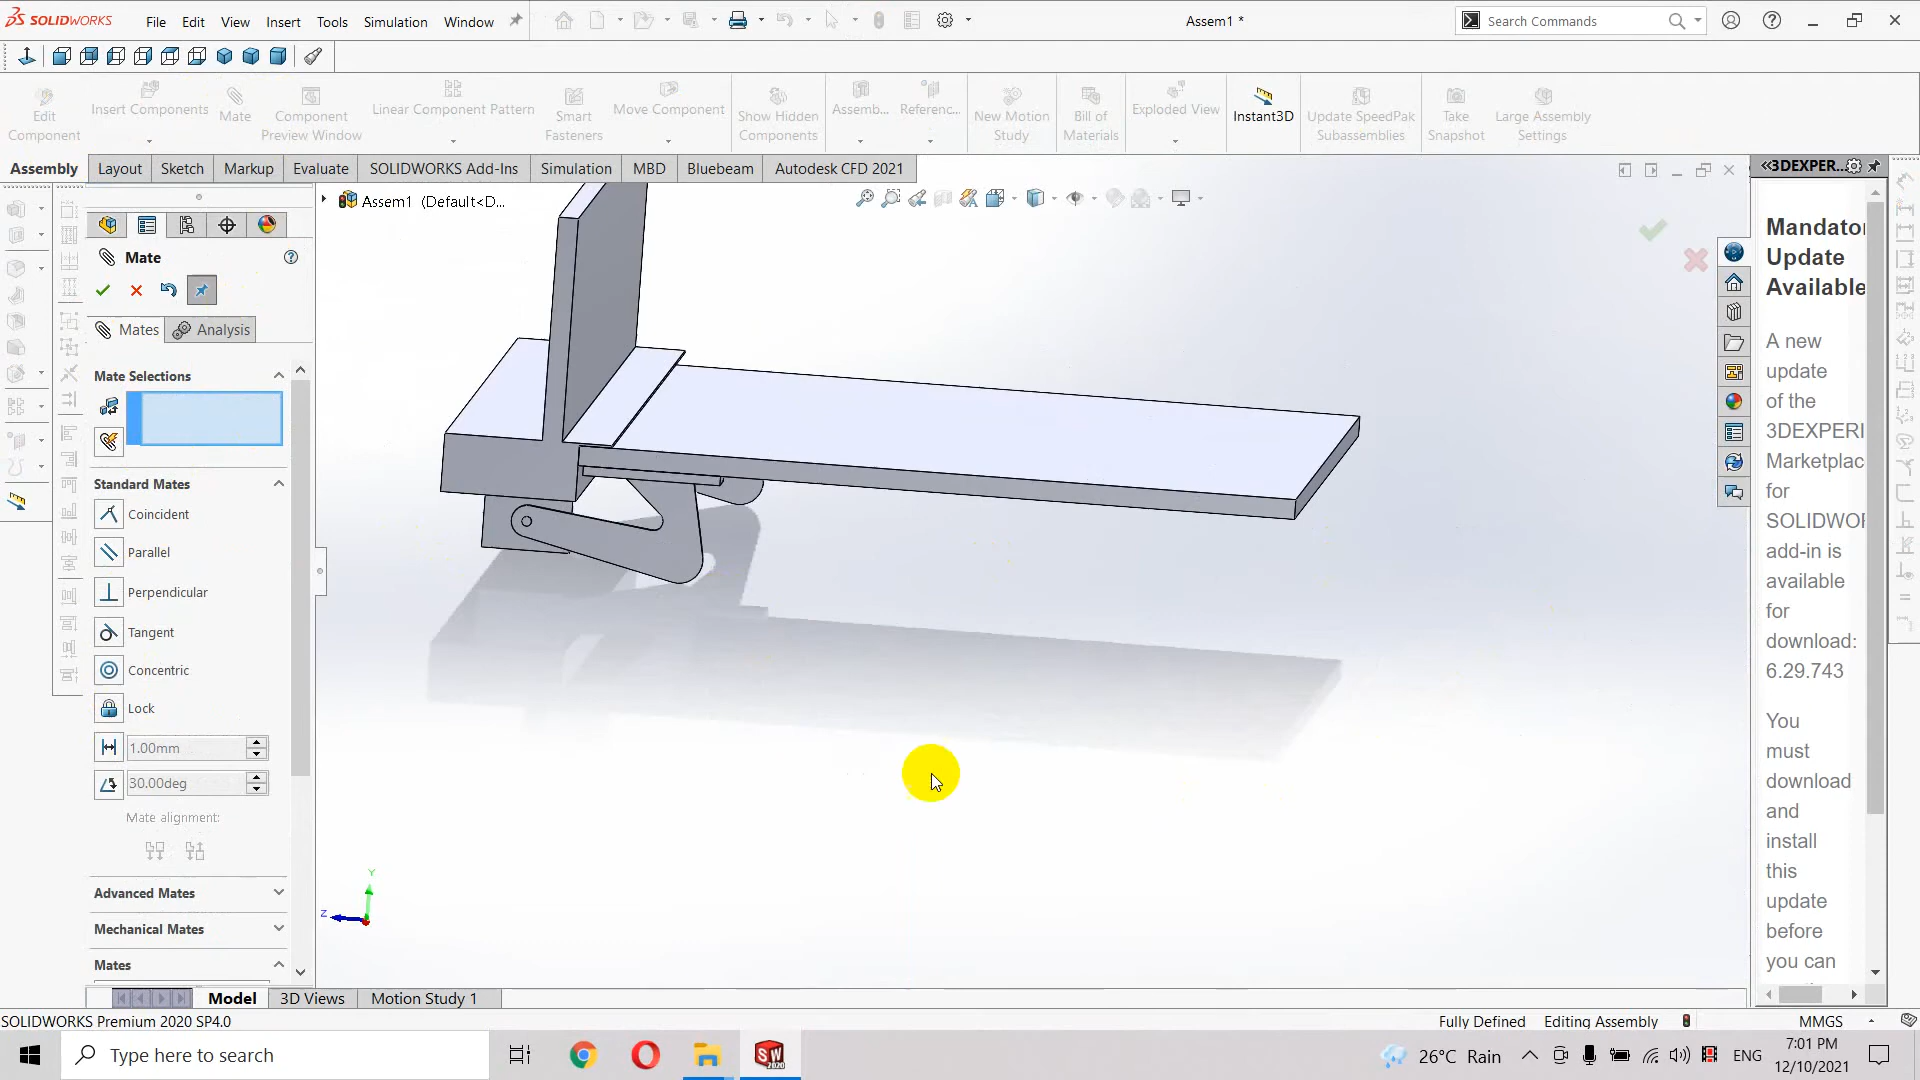 SOLIDWORKS File Edit View Insert Tools Simulation Window Assem1 * Search Commands
Edit Component
Insert Components
Mate
Component Preview Window
Linear Component Pattern
Smart Fasteners
Move Component
Show Hidden Components
Assemb...
Referenc...
New Motion Study
Bill of Materials
Exploded View
Instant3D
Update SpeedPak Subassemblies
Take Snapshot
Large Assembly Settings
Assembly Layout Sketch Markup Evaluate SOLIDWORKS Add-Ins Simulation MBD Bluebeam Autodesk CFD 2021
Assem1 (Default<D...
Mate
Mates Analysis
Mate Selections
Standard Mates
Coincident
Parallel
Perpendicular
Tangent
Concentric
Lock
1.00mm
30.00deg
Mate alignment:
Advanced Mates
Mechanical Mates
Mates
Y
Z
3DEXPER...
Mandator
Update
Available
A new
update
of the
3DEXPERI
Marketplac
for
SOLIDWOR
add-in is
available
for
download:
6.29.743
You
must
download
and
install
this
update
before
you can
Model 3D Views Motion Study 1
SOLIDWORKS Premium 2020 SP4.0 Fully Defined Editing Assembly MMGS
Type here to search
SW
2020
26°C Rain
ENG
7:01 PM
12/10/2021